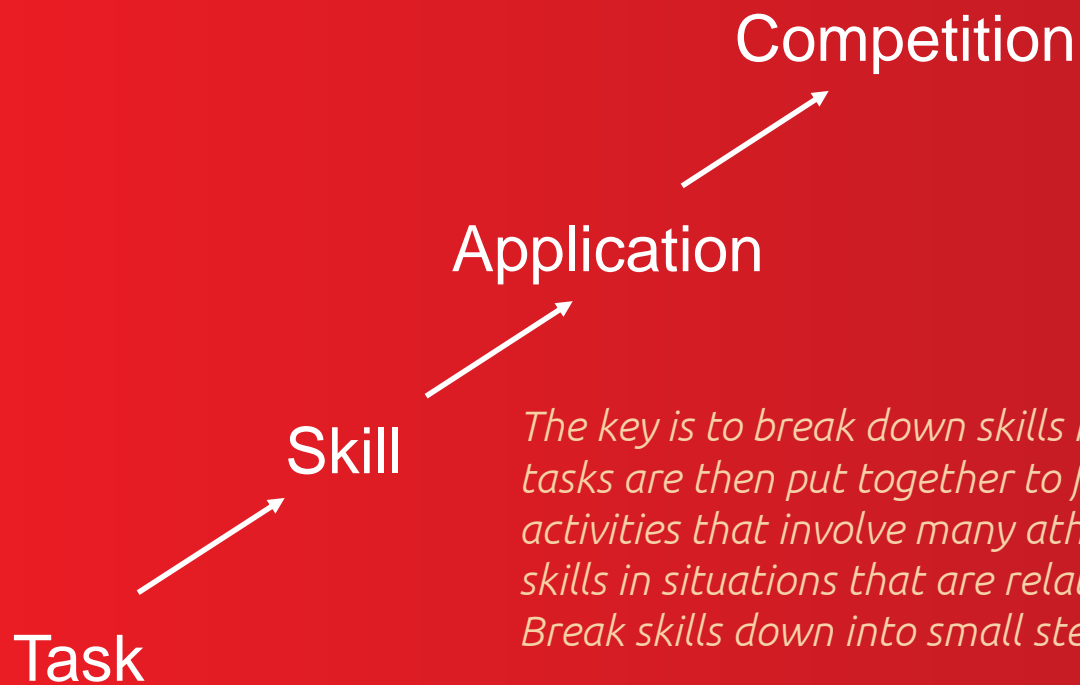 Competition
Application
Skill
The key is to break down skills
tasks are then put together to
activities that involve many
skills in situations that are
Break skills down into small
Task